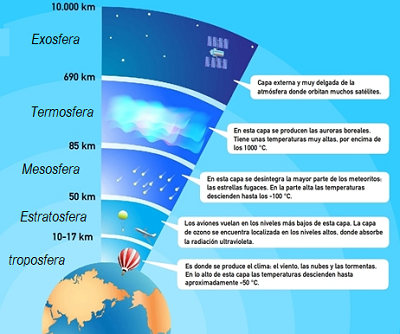 10.000 km
Exosfera
690 km
Capa externa y muy delgada de la
atmósfera donde orbitan muchos satélites.
Termosfera
En esta capa se producen las auroras boreales.
Tiene unas temperaturas muy altas, por encima de
los 1000 °C.
85 km
Mesosfera
En esta capa se desintegra la mayor parte de los meteoritos:
las estrellas fugaces. En la parte alta las temperaturas
descienden hasta los -100 °C.
50 km
Estratosfera
Los aviones vuelan en los niveles más bajos de esta capa. La capa
de ozono se encuentra localizada en los niveles altos, donde absorbe
la radiación ultravioleta.
10-17 km
troposfera
Es donde se produce el clima: el viento, las nubes y las tormentas.
En lo alto de esta capa las temperaturas descienden hasta
aproximadamente -50 °C.